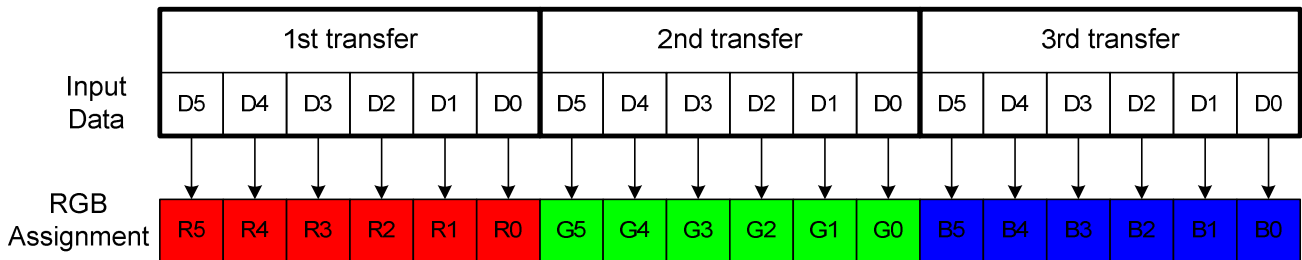 1st transfer 2nd transfer 3rd transfer
Input
Data
D5 D4 D3 D2 D1 D0 D5 D4 D3 D2 D1 D0 D5 D4 D3 D2 D1 D0
RGB
Assignment
R5 R4 R3 R2 R1 R0 G5 G4 G3 G2 G1 G0 B5 B4 B3 B2 B1 B0